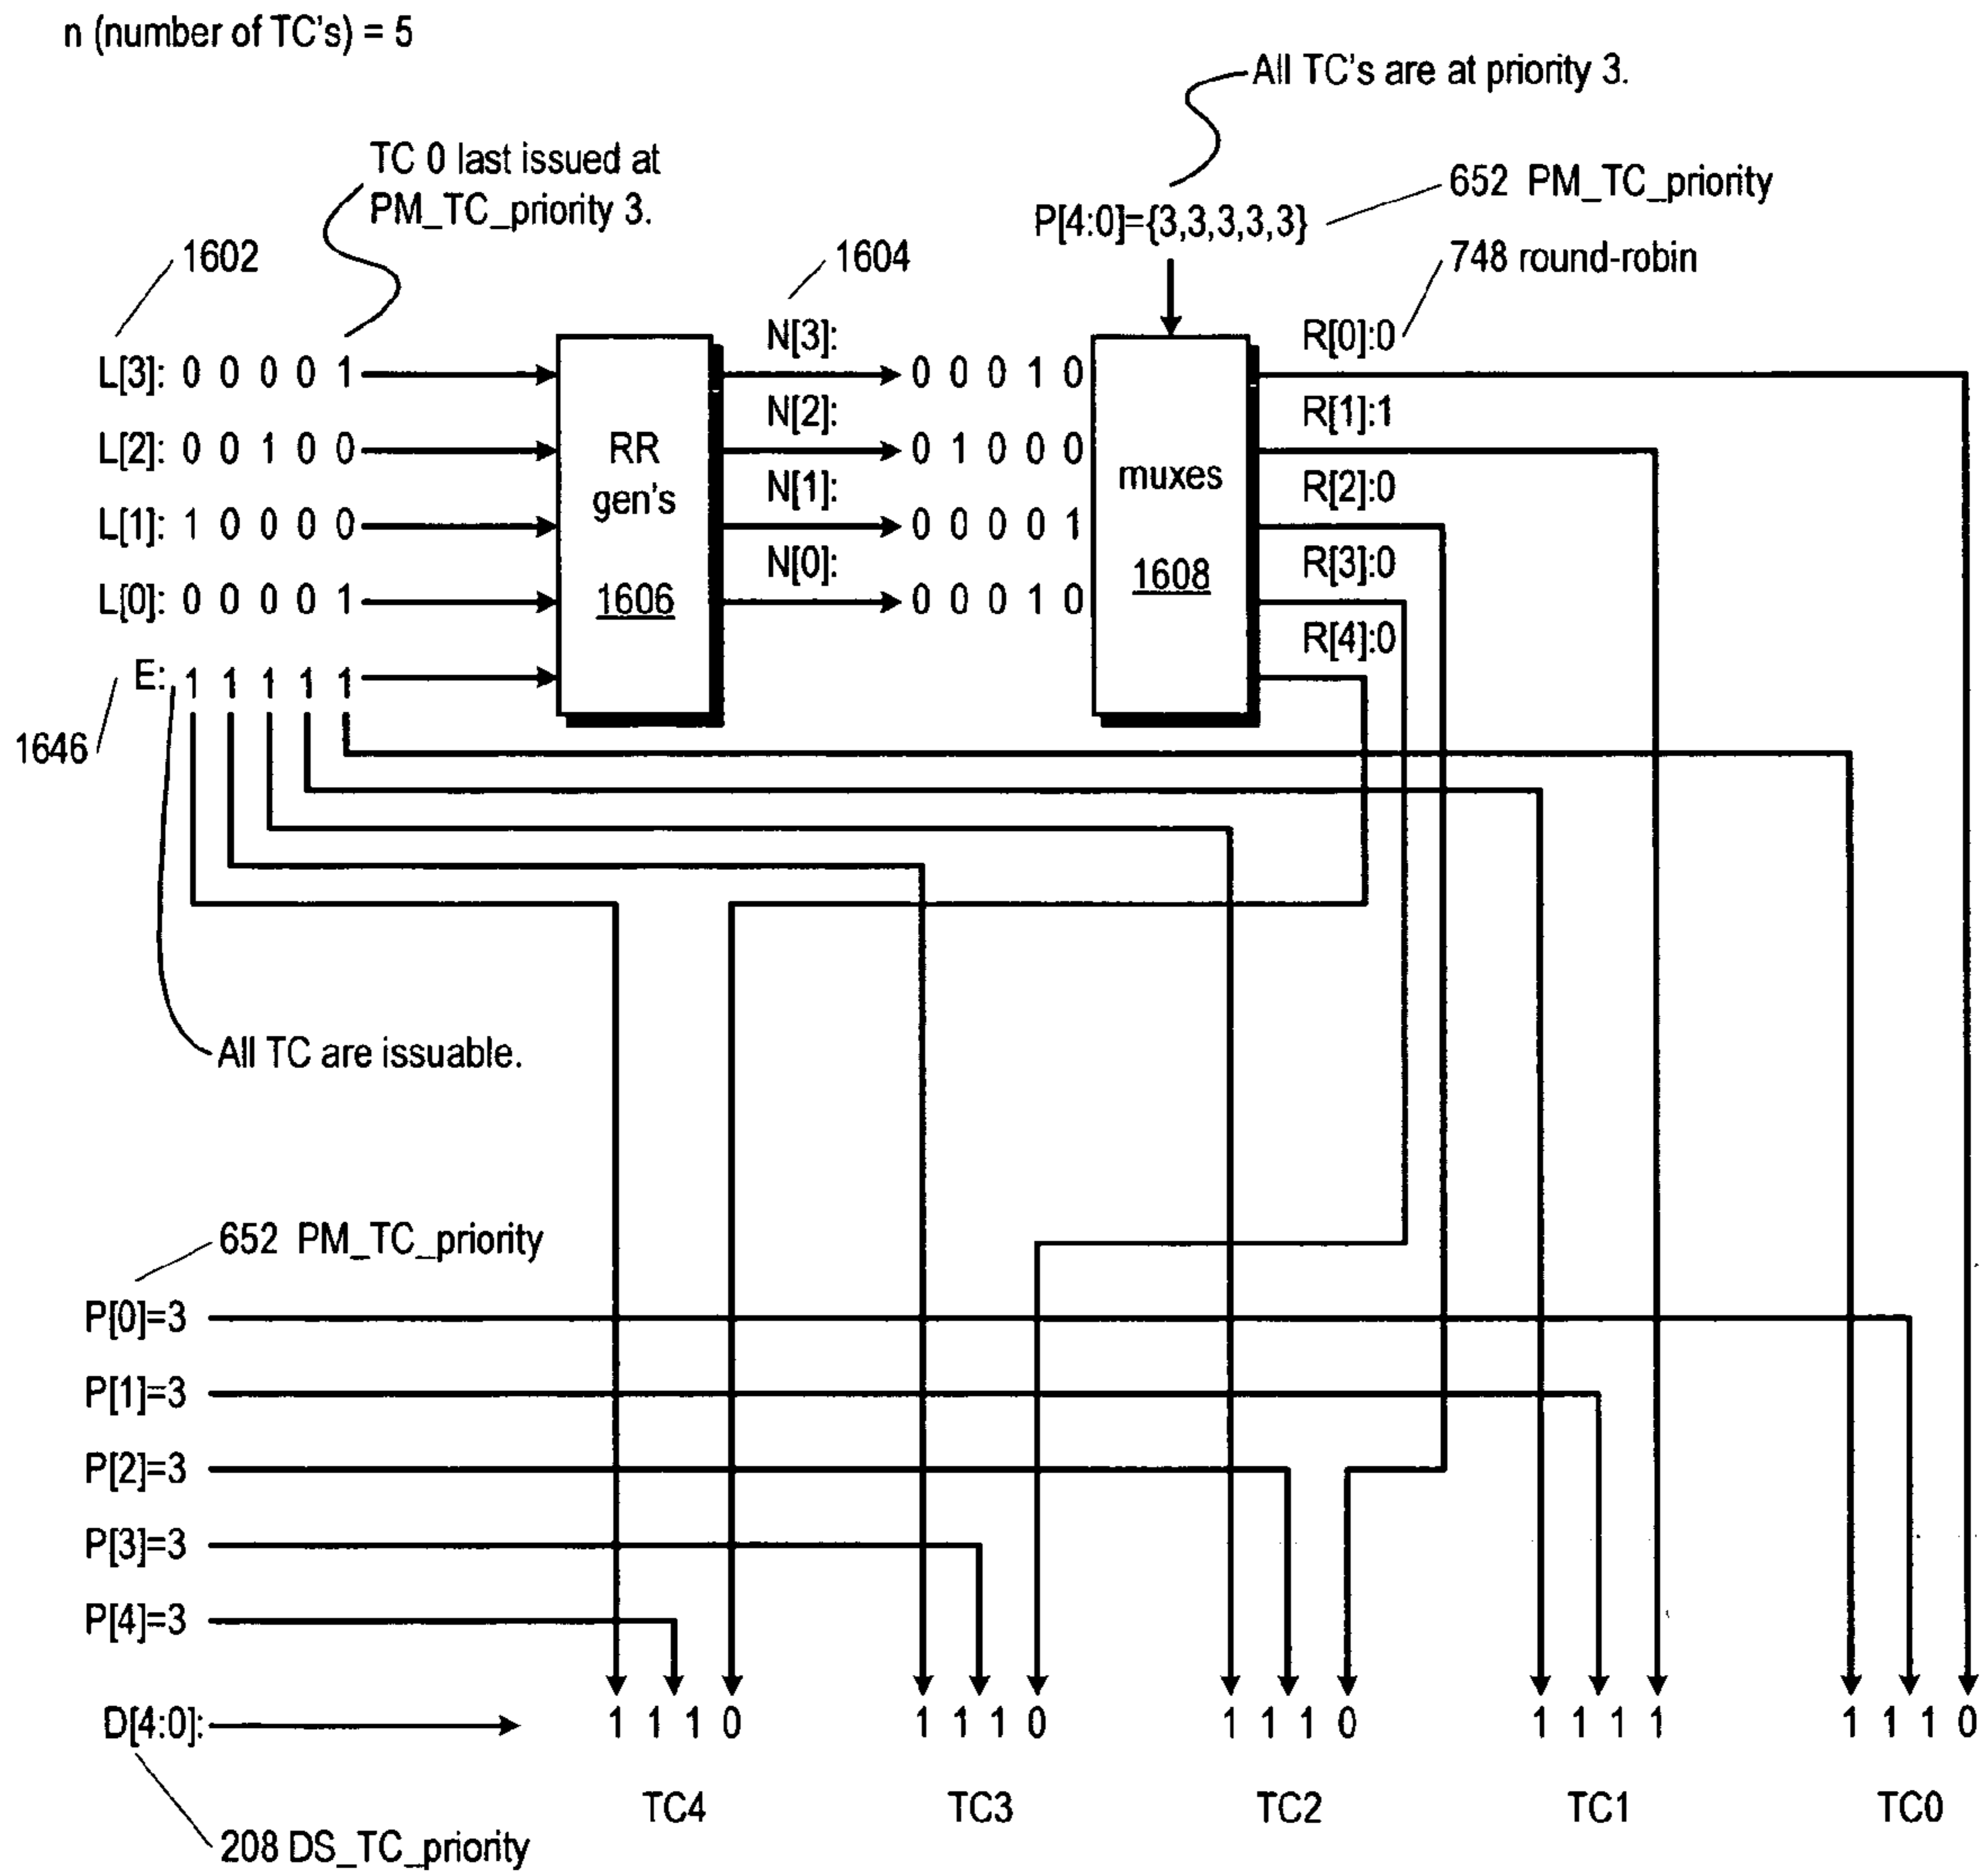 n (number of TC's) = 5
All TC's are at priority 3.
TC 0 last issued at
PM_TC_priority 3.
652 PM_TC_priority
P[4:0]={3,3,3,3,3}
1602
1604
748 round-robin
N[3]:
R[0]:0
L[3]: 0 0 0 0 1
0 0 0 1 0
N[2]:
R[1]:1
L[2]: 0 0 1 0 0
RR
gen's
1606
0 1 0 0 0
muxes
1608
N[1]:
R[2]:0
L[1]: 1 0 0 0 0
0 0 0 0 1
N[0]:
R[3]:0
L[0]: 0 0 0 0 1
0 0 0 1 0
R[4]:0
E: 1 1 1 1 1
1646
All TC are issuable.
652 PM_TC_priority
P[0]=3
P[1]=3
P[2]=3
P[3]=3
P[4]=3
D[4:0]:
1 1 1 0
1 1 1 0
1 1 1 0
1 1 1 1
1 1 1 0
TC4
TC3
TC2
TC1
TC0
208 DS_TC_priority